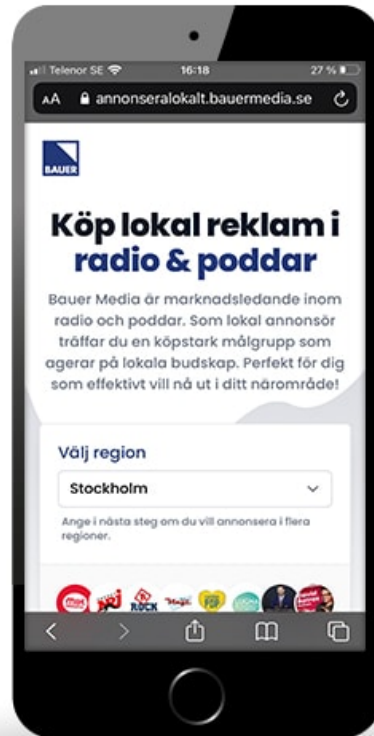 Telenor SE 16:18 27 %
AA annonseralokalt.bauermedia.se
BAUER
Köp lokal reklam i
radio & poddar
Bauer Media är marknadsledande inom
radio och poddar. Som lokal annonsör
träffar du en köpstark målgrupp som
agerar på lokala budskap. Perfekt för dig
som effektivt vill nå ut i ditt närområde!
Välj region
Stockholm
Ange i nästa steg om du vill annonsera i flera
regioner.
NRJ ROCK